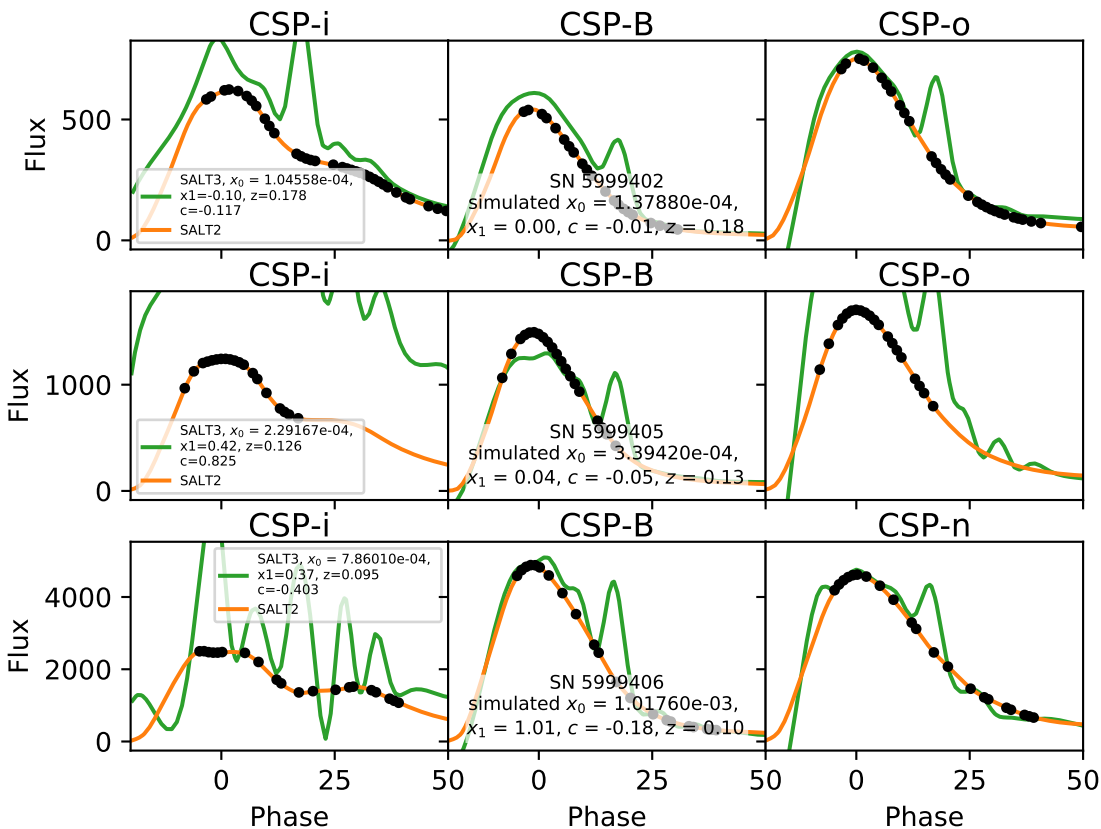 CSP-i CSP-B CSP-o
Flux
500
0
SALT3, x₀ = 1.04558e-04,
x1=-0.10, z=0.178
c=-0.117
SALT2
SN 5999402
simulated x₀ = 1.37880e-04,
x₁ = 0.00, c = -0.01, z = 0.18
CSP-i CSP-B CSP-o
Flux
1000
0
SALT3, x₀ = 2.29167e-04,
x1=0.42, z=0.126
c=0.825
SALT2
SN 5999405
simulated x₀ = 3.39420e-04,
x₁ = 0.04, c = -0.05, z = 0.13
CSP-i CSP-B CSP-n
Flux
4000
2000
0
SALT3, x₀ = 7.86010e-04,
x1=0.37, z=0.095
c=-0.403
SALT2
SN 5999406
simulated x₀ = 1.01760e-03,
x₁ = 1.01, c = -0.18, z = 0.10
0 25 50 0 25 50 0 25 50
Phase Phase Phase